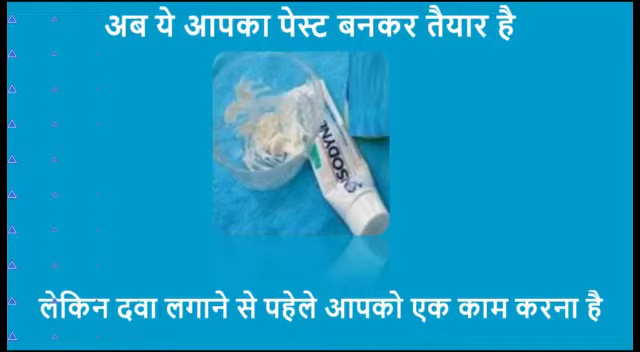 अब ये आपका पेस्ट बनकर तैयार है
लेकिन दवा लगाने से पहेले आपको एक काम करना है